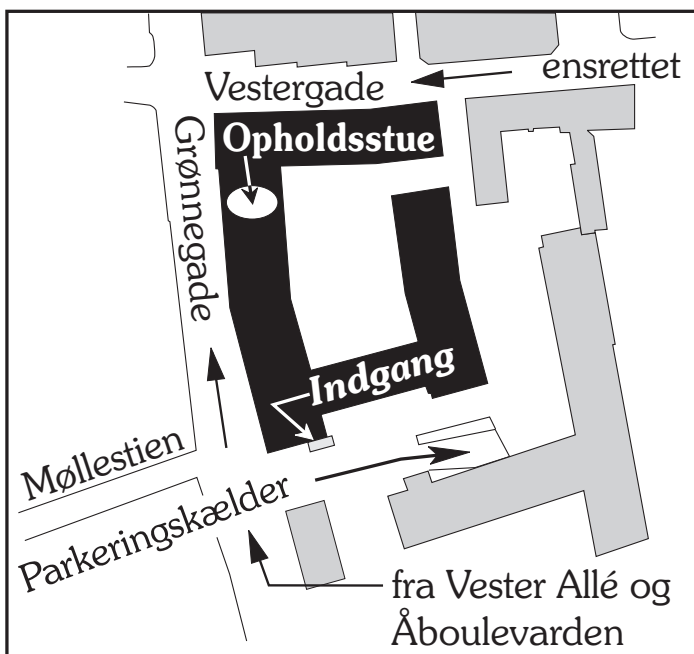 ensrettet
Vestergade
Opholdsstue
Grønnegade
Indgang
Møllestien
Parkeringskælder
fra Vester Allé og
Åboulevarden